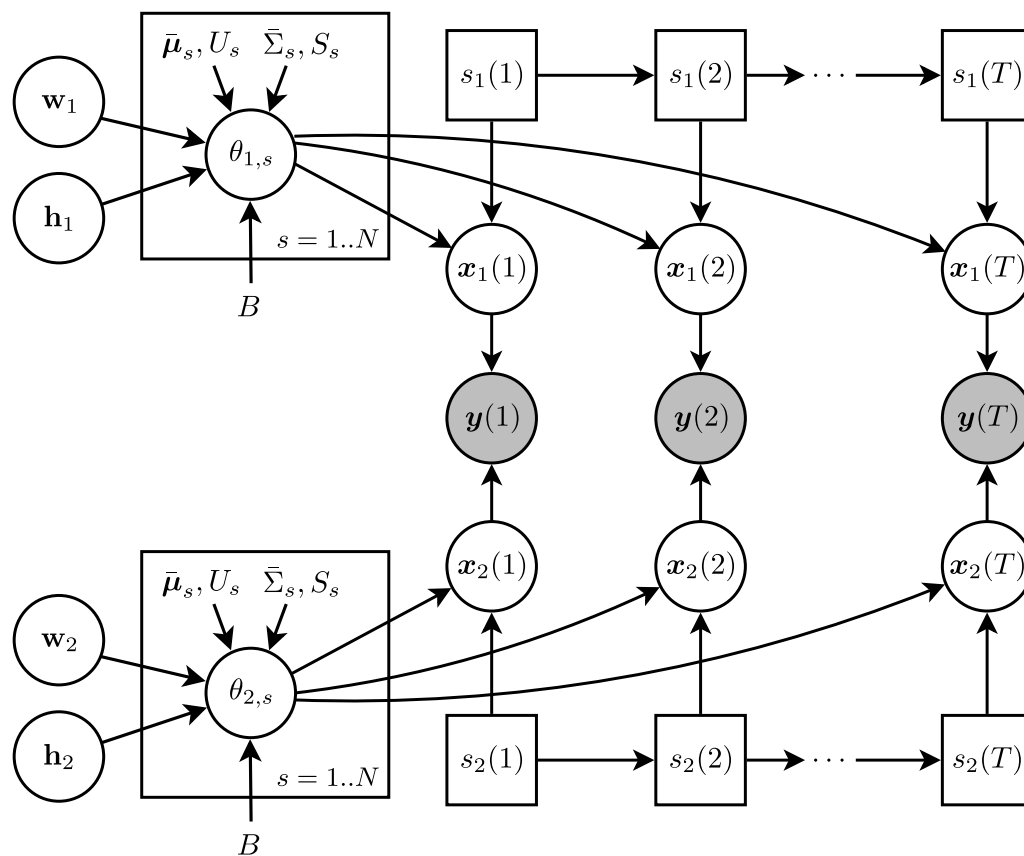 𝝁̄ₛ, Uₛ Σ̄ₛ, Sₛ
s₁(1) s₁(2) ··· s₁(T)
w₁
θ₁,ₛ
h₁
s = 1..N
x₁(1) x₁(2) x₁(T)
B
y(1) y(2) y(T)
x₂(1) x₂(2) x₂(T)
𝝁̄ₛ, Uₛ Σ̄ₛ, Sₛ
w₂
θ₂,ₛ
h₂
s = 1..N
s₂(1) s₂(2) ··· s₂(T)
B